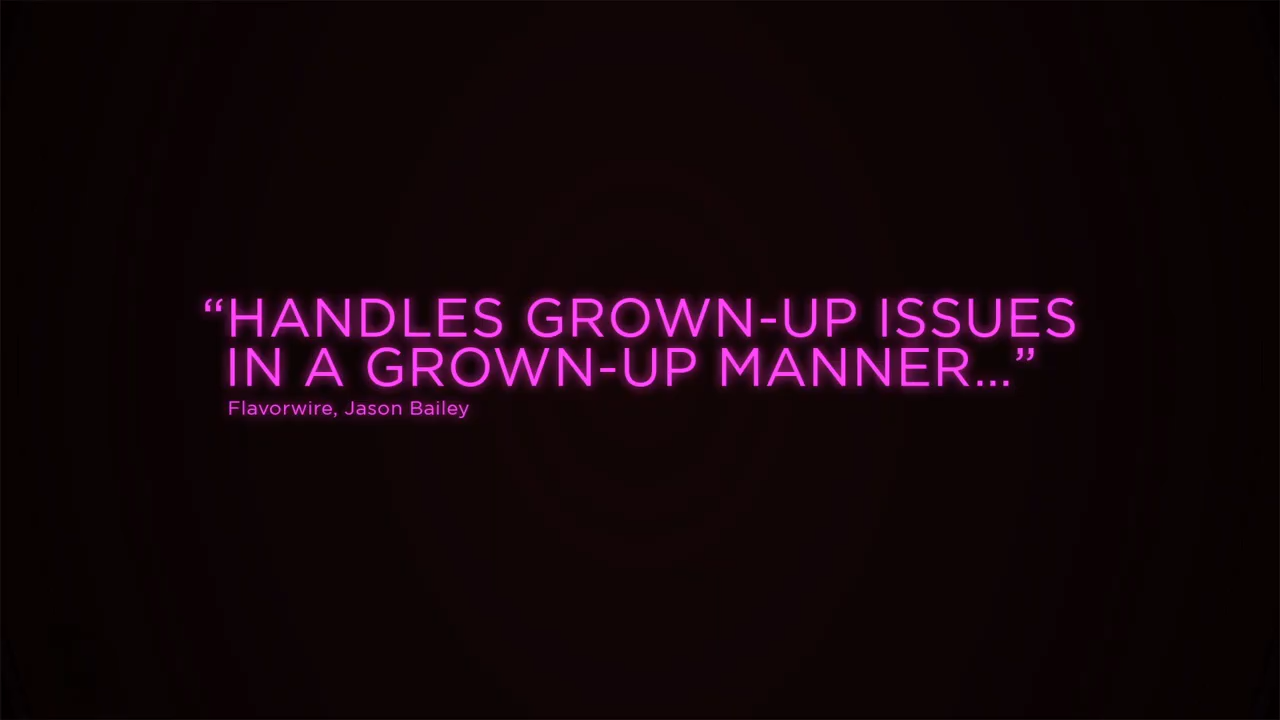 “HANDLES GROWN-UP ISSUES
IN A GROWN-UP MANNER...”
Flavorwire, Jason Bailey